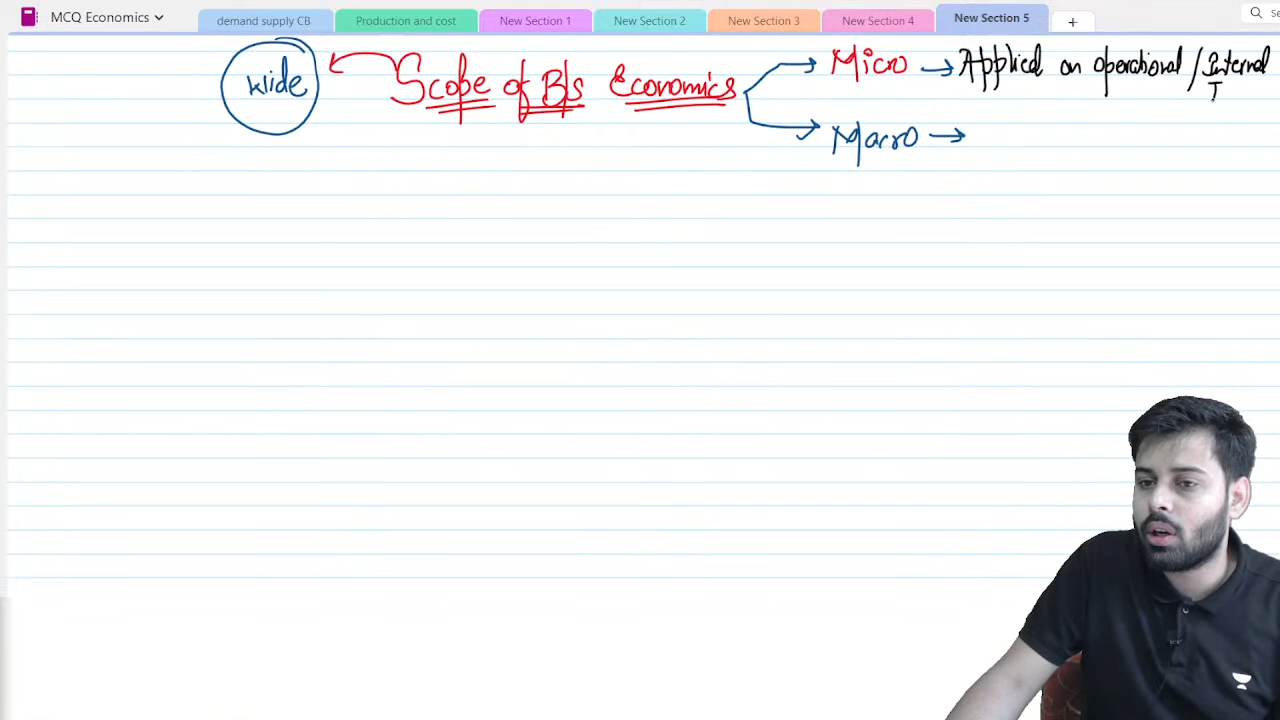 MCQ Economics
demand supply CB
Production and cost
New Section 1
New Section 2
New Section 3
New Section 4
New Section 5
+
Se
Wide
Scope of B/s Economics
Micro → Applied on operational / Internal
I
Macro →